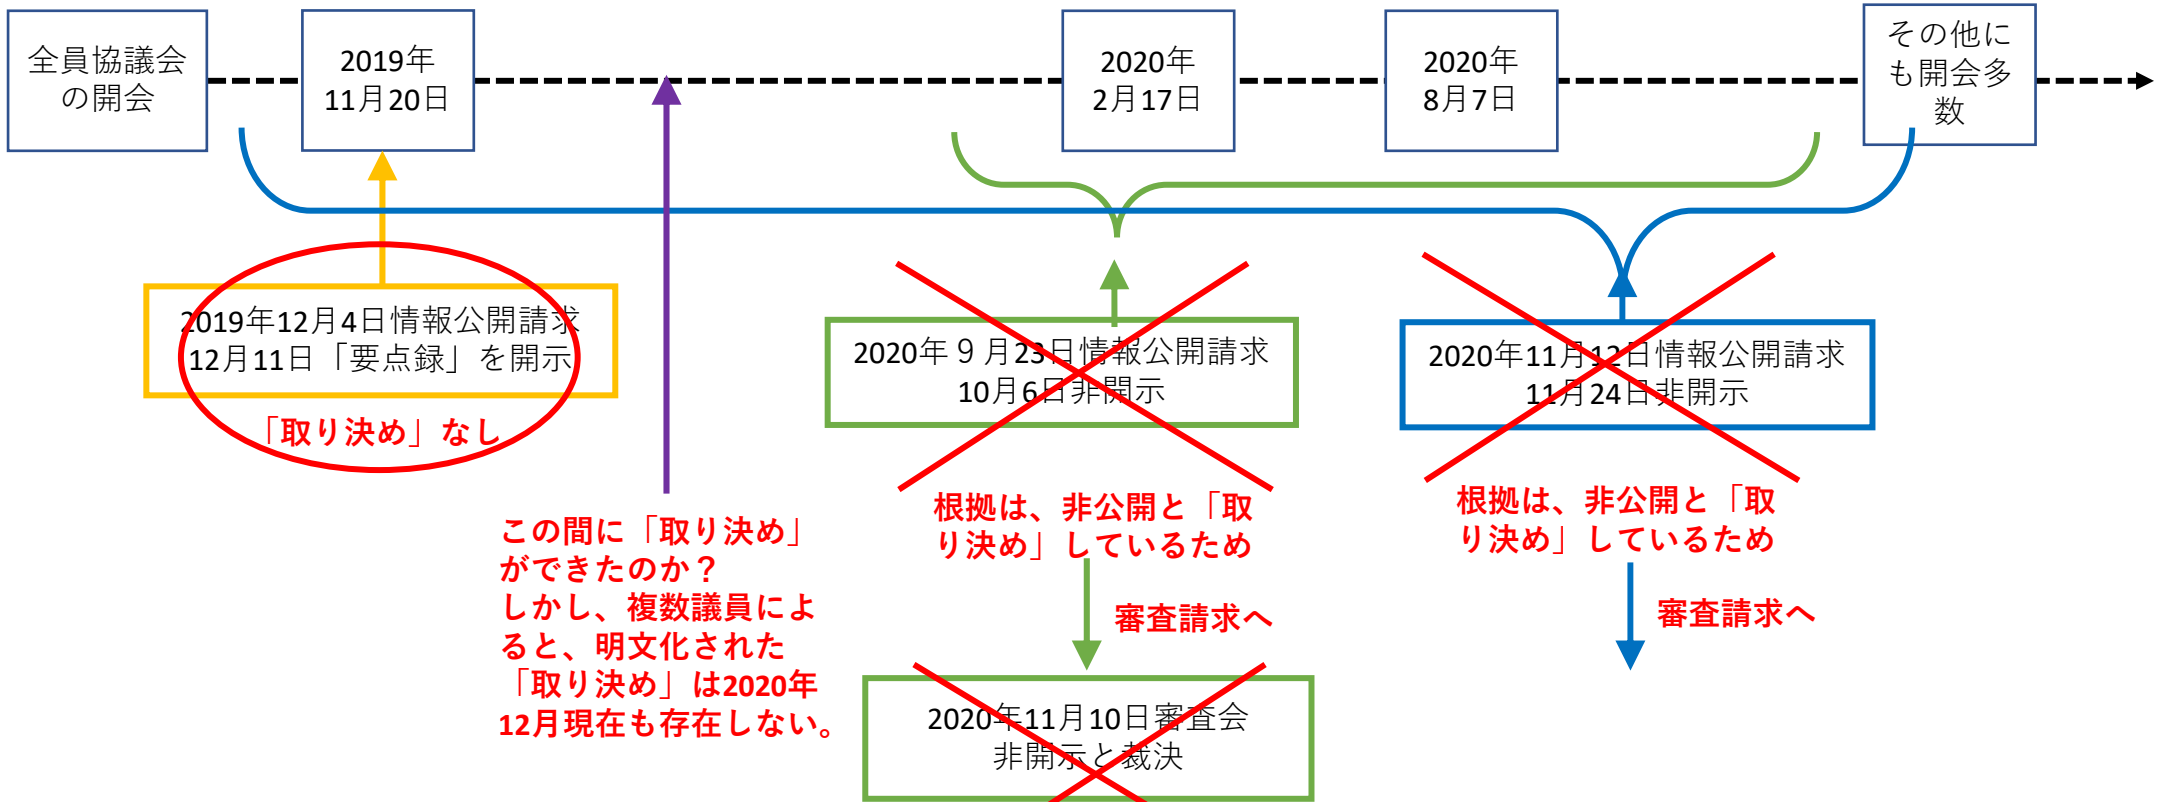 全員協議会
の開会
2019年
11月20日
2020年
2月17日
2020年
8月7日
その他に
も開会多
数
2019年12月4日情報公開請求
12月11日「要点録」を開示
「取り決め」なし
2020年９月23日情報公開請求
10月6日非開示
2020年11月12日情報公開請求
11月24日非開示
この間に「取り決め」
ができたのか？
しかし、複数議員によ
ると、明文化された
「取り決め」は2020年
12月現在も存在しない。
根拠は、非公開と「取
り決め」しているため
根拠は、非公開と「取
り決め」しているため
審査請求へ
審査請求へ
2020年11月10日審査会
非開示と裁決